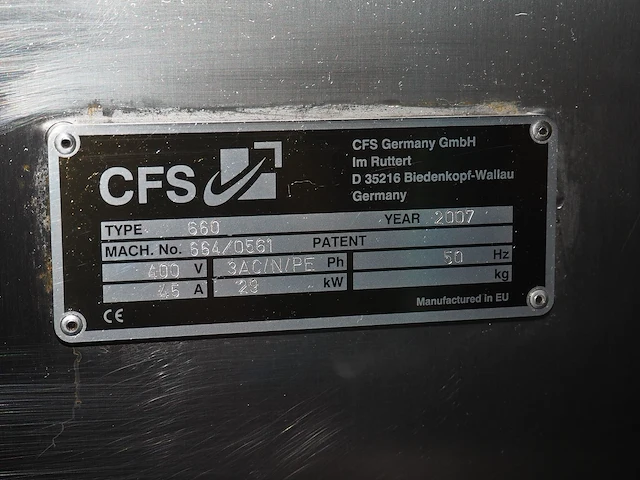 CFS
CFS Germany GmbH
Im Ruttert
D 35216 Biedenkopf-Wallau
Germany
TYPE 660 YEAR 2007
MACH. No. 664/0561 PATENT
400 V 3AC/N/PE Ph 50 Hz
45 A 23 kW kg
CE Manufactured in EU